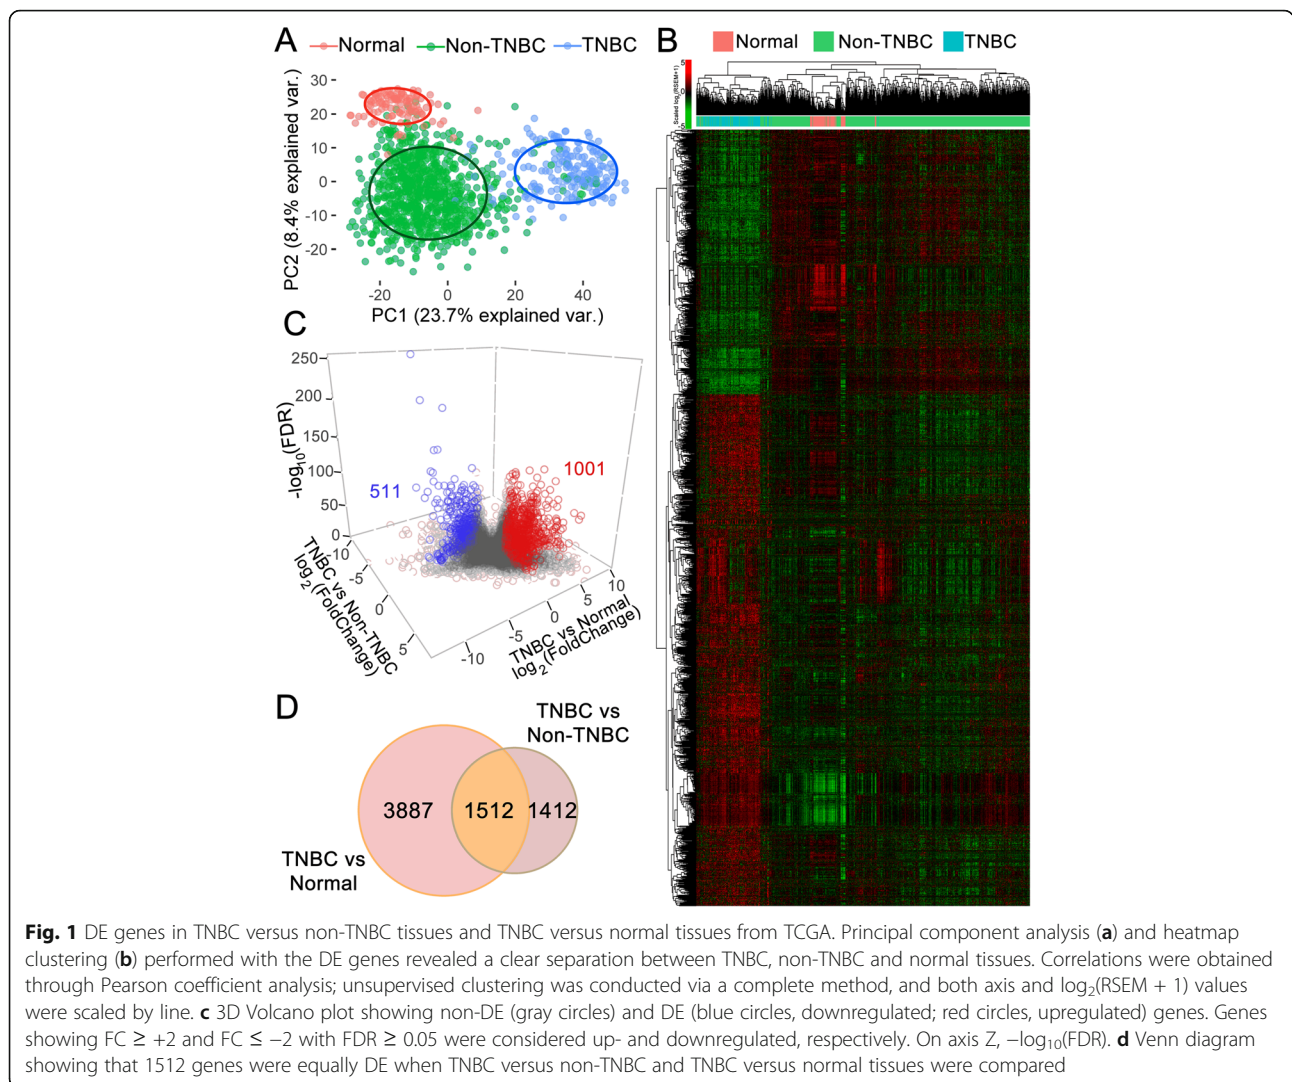 A
Normal Non-TNBC TNBC
PC2 (8.4% explained var.)
30
20
10
0
-10
-20
-20 0 20 40
PC1 (23.7% explained var.)
B
Normal Non-TNBC TNBC
Scaled log2(RSEM+1)
5
0
C
-log10(FDR)
250
200
150
100
50
0
511
1001
-10
-5
0
5
TNBC vs Non-TNBC
log2(FoldChange)
-10
-5
0
5
10
TNBC vs Normal
log2(FoldChange)
D
TNBC vs
Non-TNBC
3887 1512 1412
TNBC vs
Normal
Fig. 1 DE genes in TNBC versus non-TNBC tissues and TNBC versus normal tissues from TCGA. Principal component analysis (a) and heatmap
clustering (b) performed with the DE genes revealed a clear separation between TNBC, non-TNBC and normal tissues. Correlations were obtained
through Pearson coefficient analysis; unsupervised clustering was conducted via a complete method, and both axis and log2(RSEM + 1) values
were scaled by line. c 3D Volcano plot showing non-DE (gray circles) and DE (blue circles, downregulated; red circles, upregulated) genes. Genes
showing FC ≥ +2 and FC ≤ −2 with FDR ≥ 0.05 were considered up- and downregulated, respectively. On axis Z, −log10(FDR). d Venn diagram
showing that 1512 genes were equally DE when TNBC versus non-TNBC and TNBC versus normal tissues were compared